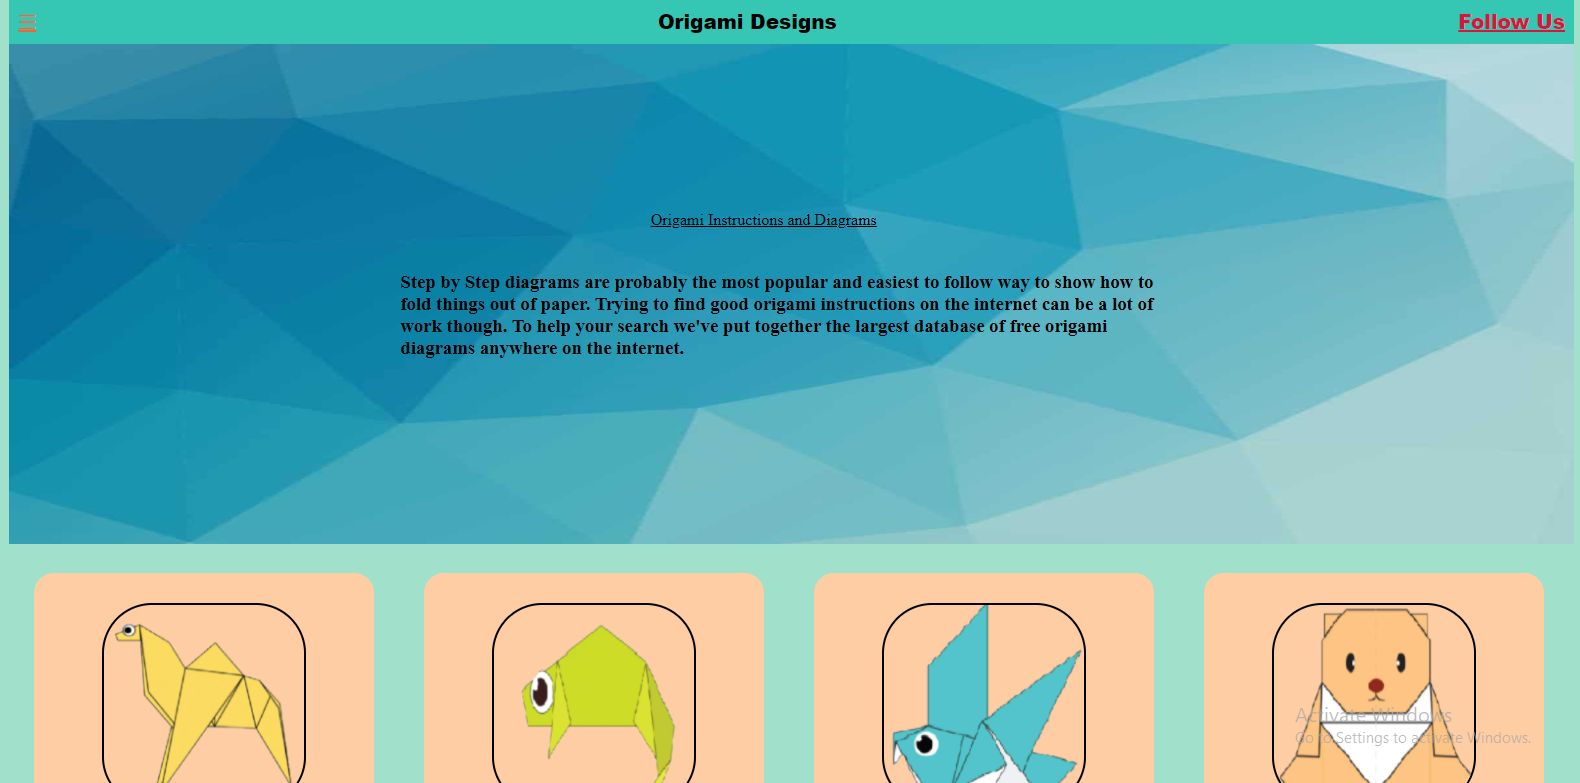 Origami Designs
Follow Us
Origami Instructions and Diagrams
Step by Step diagrams are probably the most popular and easiest to follow way to show how to
fold things out of paper. Trying to find good origami instructions on the internet can be a lot of
work though. To help your search we've put together the largest database of free origami
diagrams anywhere on the internet.
Activate Windows
Go to Settings to activate Windows.